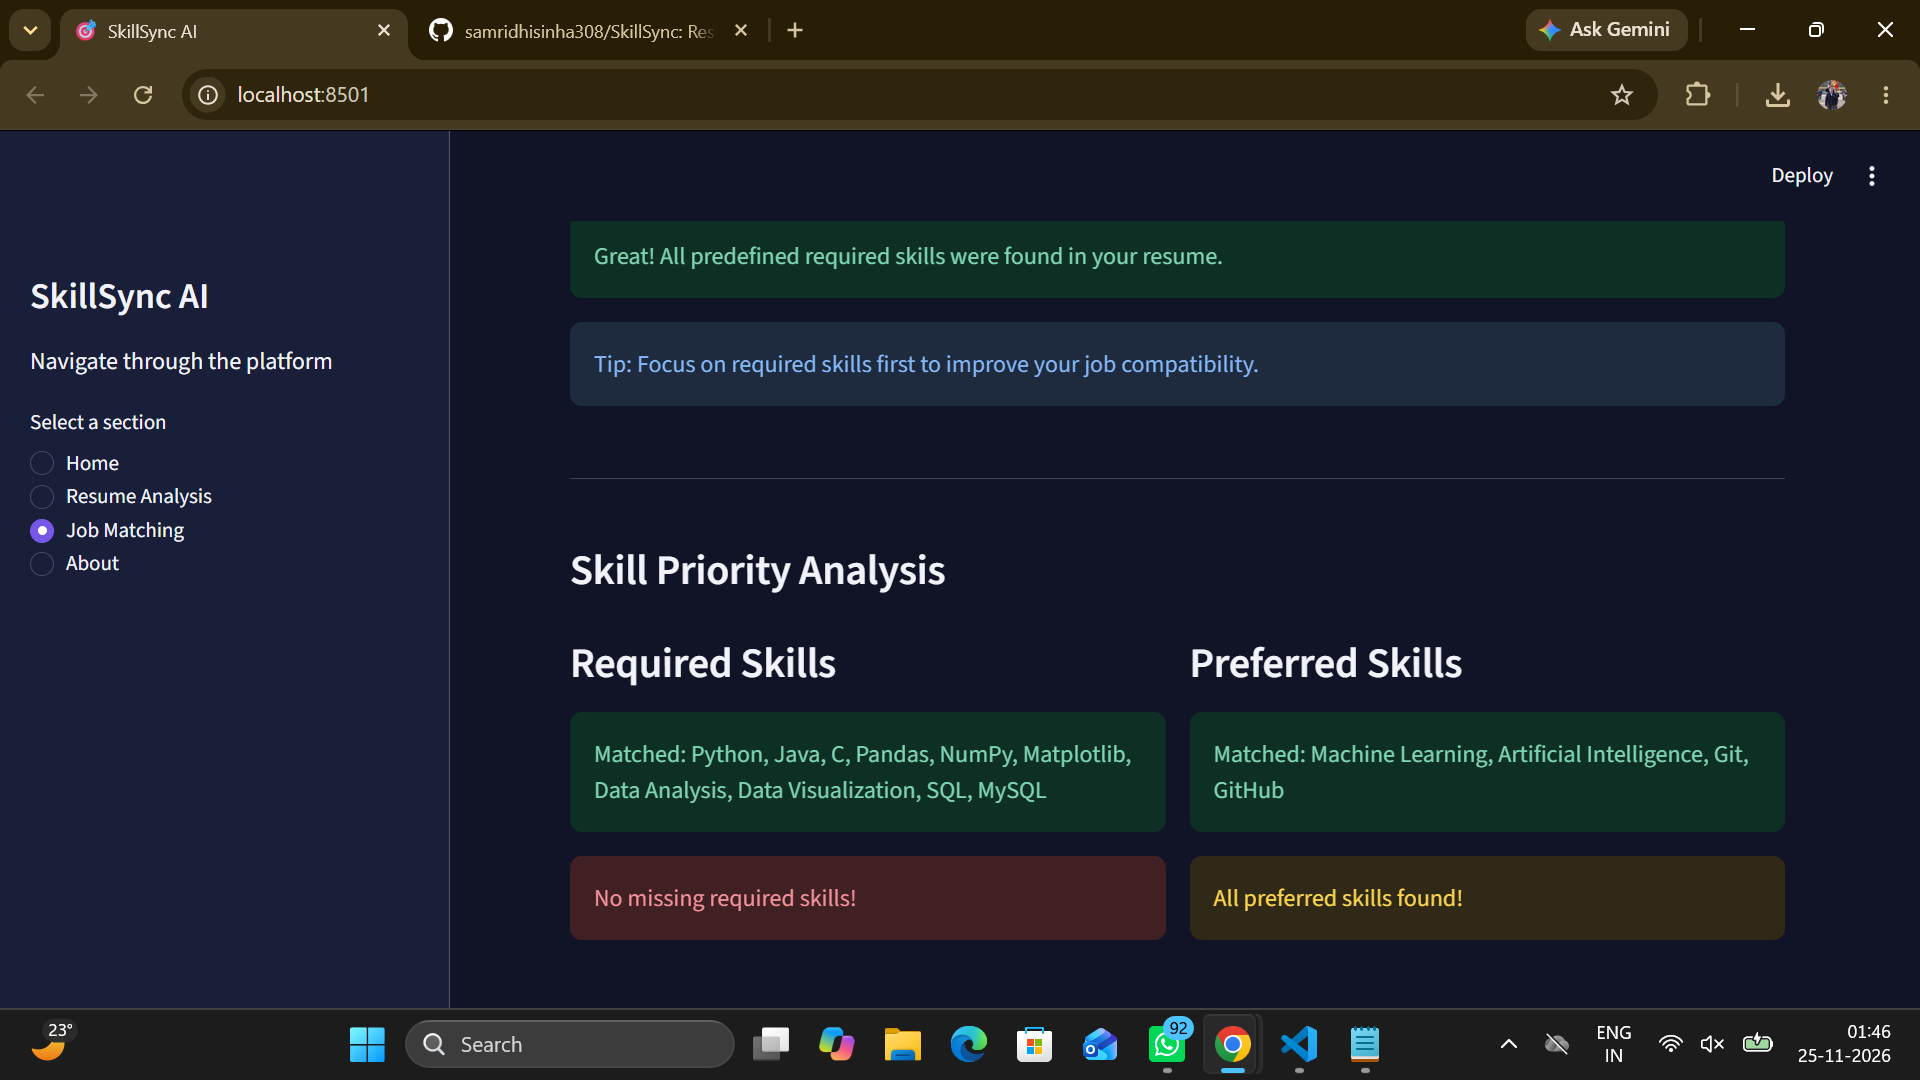 SkillSync AI
samridhisinha308/SkillSync: Res
Ask Gemini
localhost:8501
Deploy
SkillSync AI
Navigate through the platform
Select a section
Home
Resume Analysis
Job Matching
About
Great! All predefined required skills were found in your resume.
Tip: Focus on required skills first to improve your job compatibility.
Skill Priority Analysis
Required Skills
Matched: Python, Java, C, Pandas, NumPy, Matplotlib,
Data Analysis, Data Visualization, SQL, MySQL
No missing required skills!
Preferred Skills
Matched: Machine Learning, Artificial Intelligence, Git,
GitHub
All preferred skills found!
23°
Search
92
ENG
IN
01:46
25-11-2026